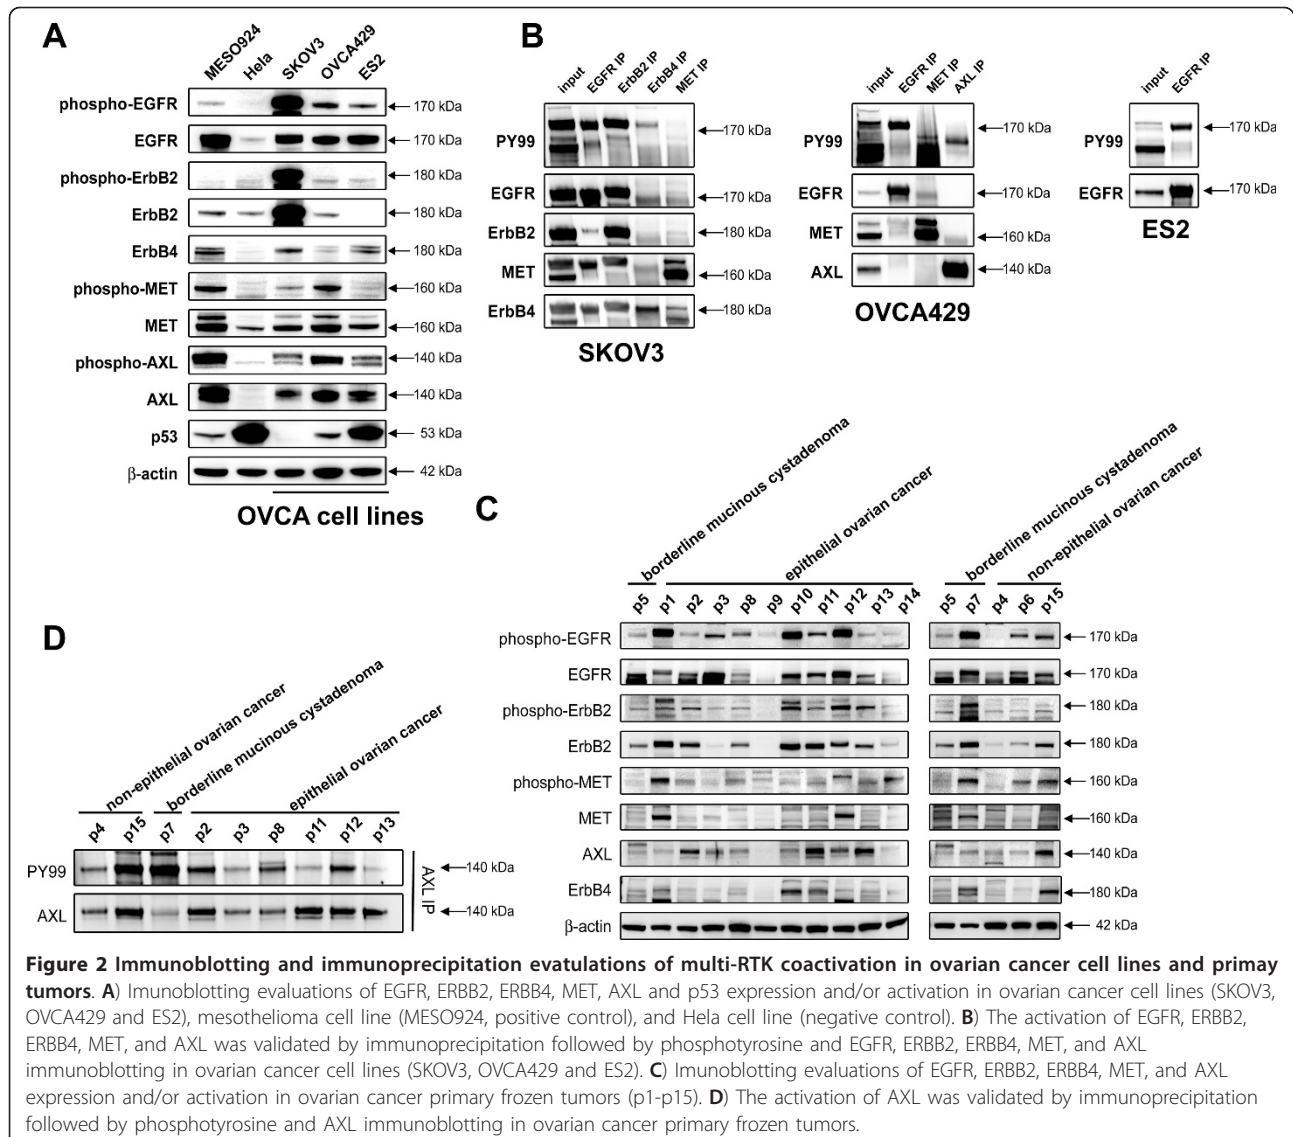 A
MESO924 Hela SKOV3 OVCA429 ES2
phospho-EGFR 170 kDa
EGFR 170 kDa
phospho-ErbB2 180 kDa
ErbB2 180 kDa
ErbB4 180 kDa
phospho-MET 160 kDa
MET 160 kDa
phospho-AXL 140 kDa
AXL 140 kDa
p53 53 kDa
β-actin 42 kDa
OVCA cell lines
B
input EGFR IP ErbB2 IP ErbB4 IP MET IP
PY99 170 kDa
EGFR 170 kDa
ErbB2 180 kDa
MET 160 kDa
ErbB4 180 kDa
SKOV3
input EGFR IP MET IP AXL IP
PY99 170 kDa
EGFR 170 kDa
MET 160 kDa
AXL 140 kDa
OVCA429
input EGFR IP
PY99 170 kDa
EGFR 170 kDa
ES2
C
borderline mucinous cystadenoma epithelial ovarian cancer borderline mucinous cystadenoma non-epithelial ovarian cancer
p5 p1 p2 p3 p8 p9 p10 p11 p12 p13 p14 p5 p7 p4 p6 p15
phospho-EGFR 170 kDa
EGFR 170 kDa
phospho-ErbB2 180 kDa
ErbB2 180 kDa
phospho-MET 160 kDa
MET 160 kDa
AXL 140 kDa
ErbB4 180 kDa
β-actin 42 kDa
D
non-epithelial ovarian cancer borderline mucinous cystadenoma epithelial ovarian cancer
p4 p15 p7 p2 p3 p8 p11 p12 p13
PY99 140 kDa
AXL 140 kDa
AXL IP
Figure 2 Immunoblotting and immunoprecipitation evatulations of multi-RTK coactivation in ovarian cancer cell lines and primay
tumors. A) Imunoblotting evaluations of EGFR, ERBB2, ERBB4, MET, AXL and p53 expression and/or activation in ovarian cancer cell lines (SKOV3,
OVCA429 and ES2), mesothelioma cell line (MESO924, positive control), and Hela cell line (negative control). B) The activation of EGFR, ERBB2,
ERBB4, MET, and AXL was validated by immunoprecipitation followed by phosphotyrosine and EGFR, ERBB2, ERBB4, MET, and AXL
immunoblotting in ovarian cancer cell lines (SKOV3, OVCA429 and ES2). C) Imunoblotting evaluations of EGFR, ERBB2, ERBB4, MET, and AXL
expression and/or activation in ovarian cancer primary frozen tumors (p1-p15). D) The activation of AXL was validated by immunoprecipitation
followed by phosphotyrosine and AXL immunoblotting in ovarian cancer primary frozen tumors.